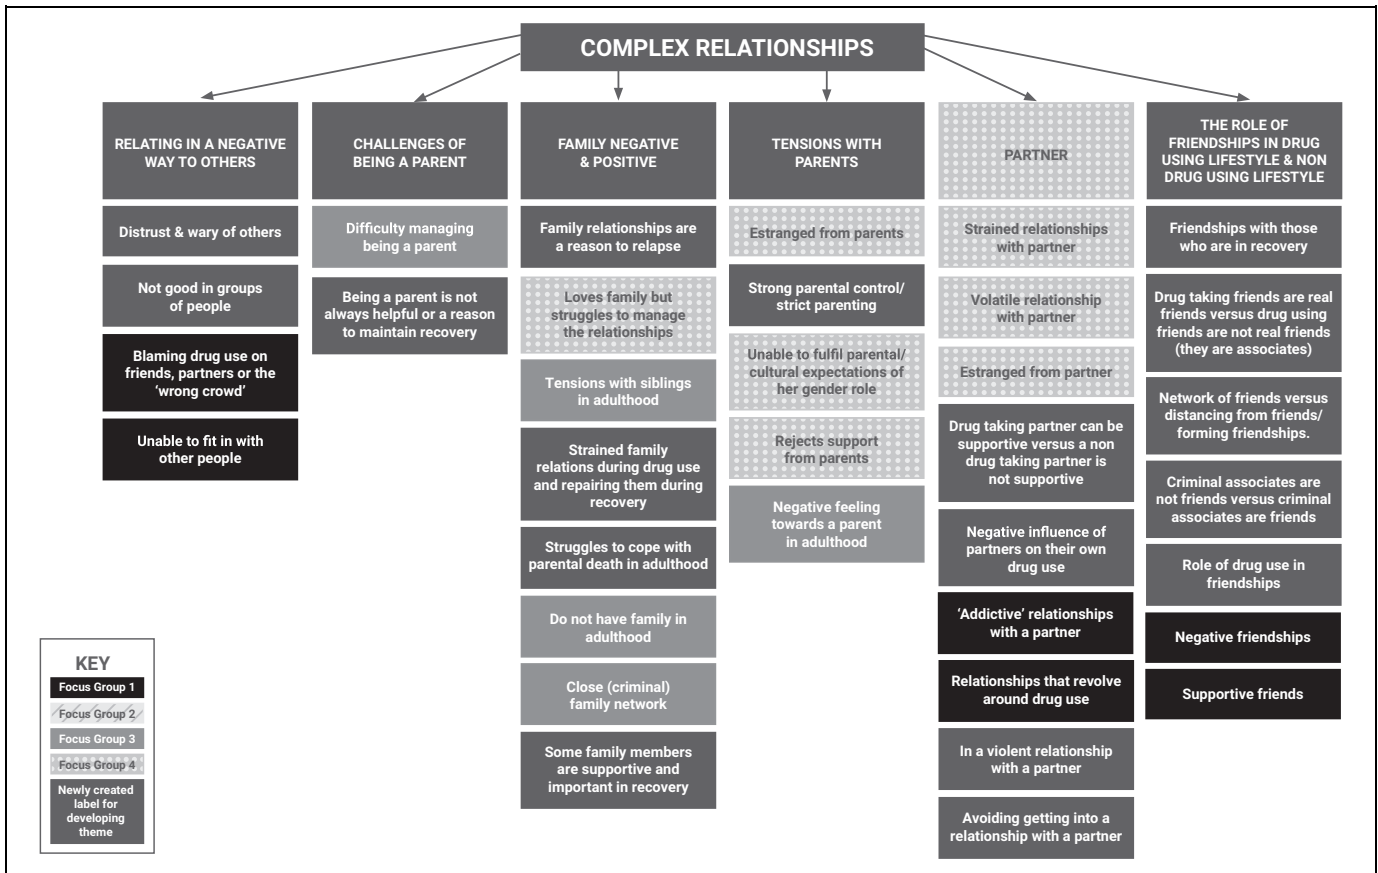 COMPLEX RELATIONSHIPS
RELATING IN A NEGATIVE
WAY TO OTHERS
Distrust & wary of others
Not good in groups
of people
Blaming drug use on
friends, partners or the
‘wrong crowd’
Unable to fit in with
other people
CHALLENGES OF
BEING A PARENT
Difficulty managing
being a parent
Being a parent is not
always helpful or a reason
to maintain recovery
FAMILY NEGATIVE
& POSITIVE
Family relationships are
a reason to relapse
Loves family but
struggles to manage
the relationships
Tensions with siblings
in adulthood
Strained family
relations during drug use
and repairing them during
recovery
Struggles to cope with
parental death in adulthood
Do not have family in
adulthood
Close (criminal)
family network
Some family members
are supportive and
important in recovery
TENSIONS WITH
PARENTS
Estranged from parents
Strong parental control/
strict parenting
Unable to fulfil parental/
cultural expectations of
her gender role
Rejects support
from parents
Negative feeling
towards a parent
in adulthood
PARTNER
Strained relationships
with partner
Volatile relationship
with partner
Estranged from partner
Drug taking partner can be
supportive versus a non
drug taking partner is
not supportive
Negative influence of
partners on their own
drug use
‘Addictive’ relationships
with a partner
Relationships that revolve
around drug use
In a violent relationship
with a partner
Avoiding getting into a
relationship with a partner
THE ROLE OF
FRIENDSHIPS IN DRUG
USING LIFESTYLE & NON
DRUG USING LIFESTYLE
Friendships with those
who are in recovery
Drug taking friends are real
friends versus drug using
friends are not real friends
(they are associates)
Network of friends versus
distancing from friends/
forming friendships.
Criminal associates are
not friends versus criminal
associates are friends
Role of drug use in
friendships
Negative friendships
Supportive friends
KEY
Focus Group 1
Focus Group 2
Focus Group 3
Focus Group 4
Newly created
label for
developing
theme